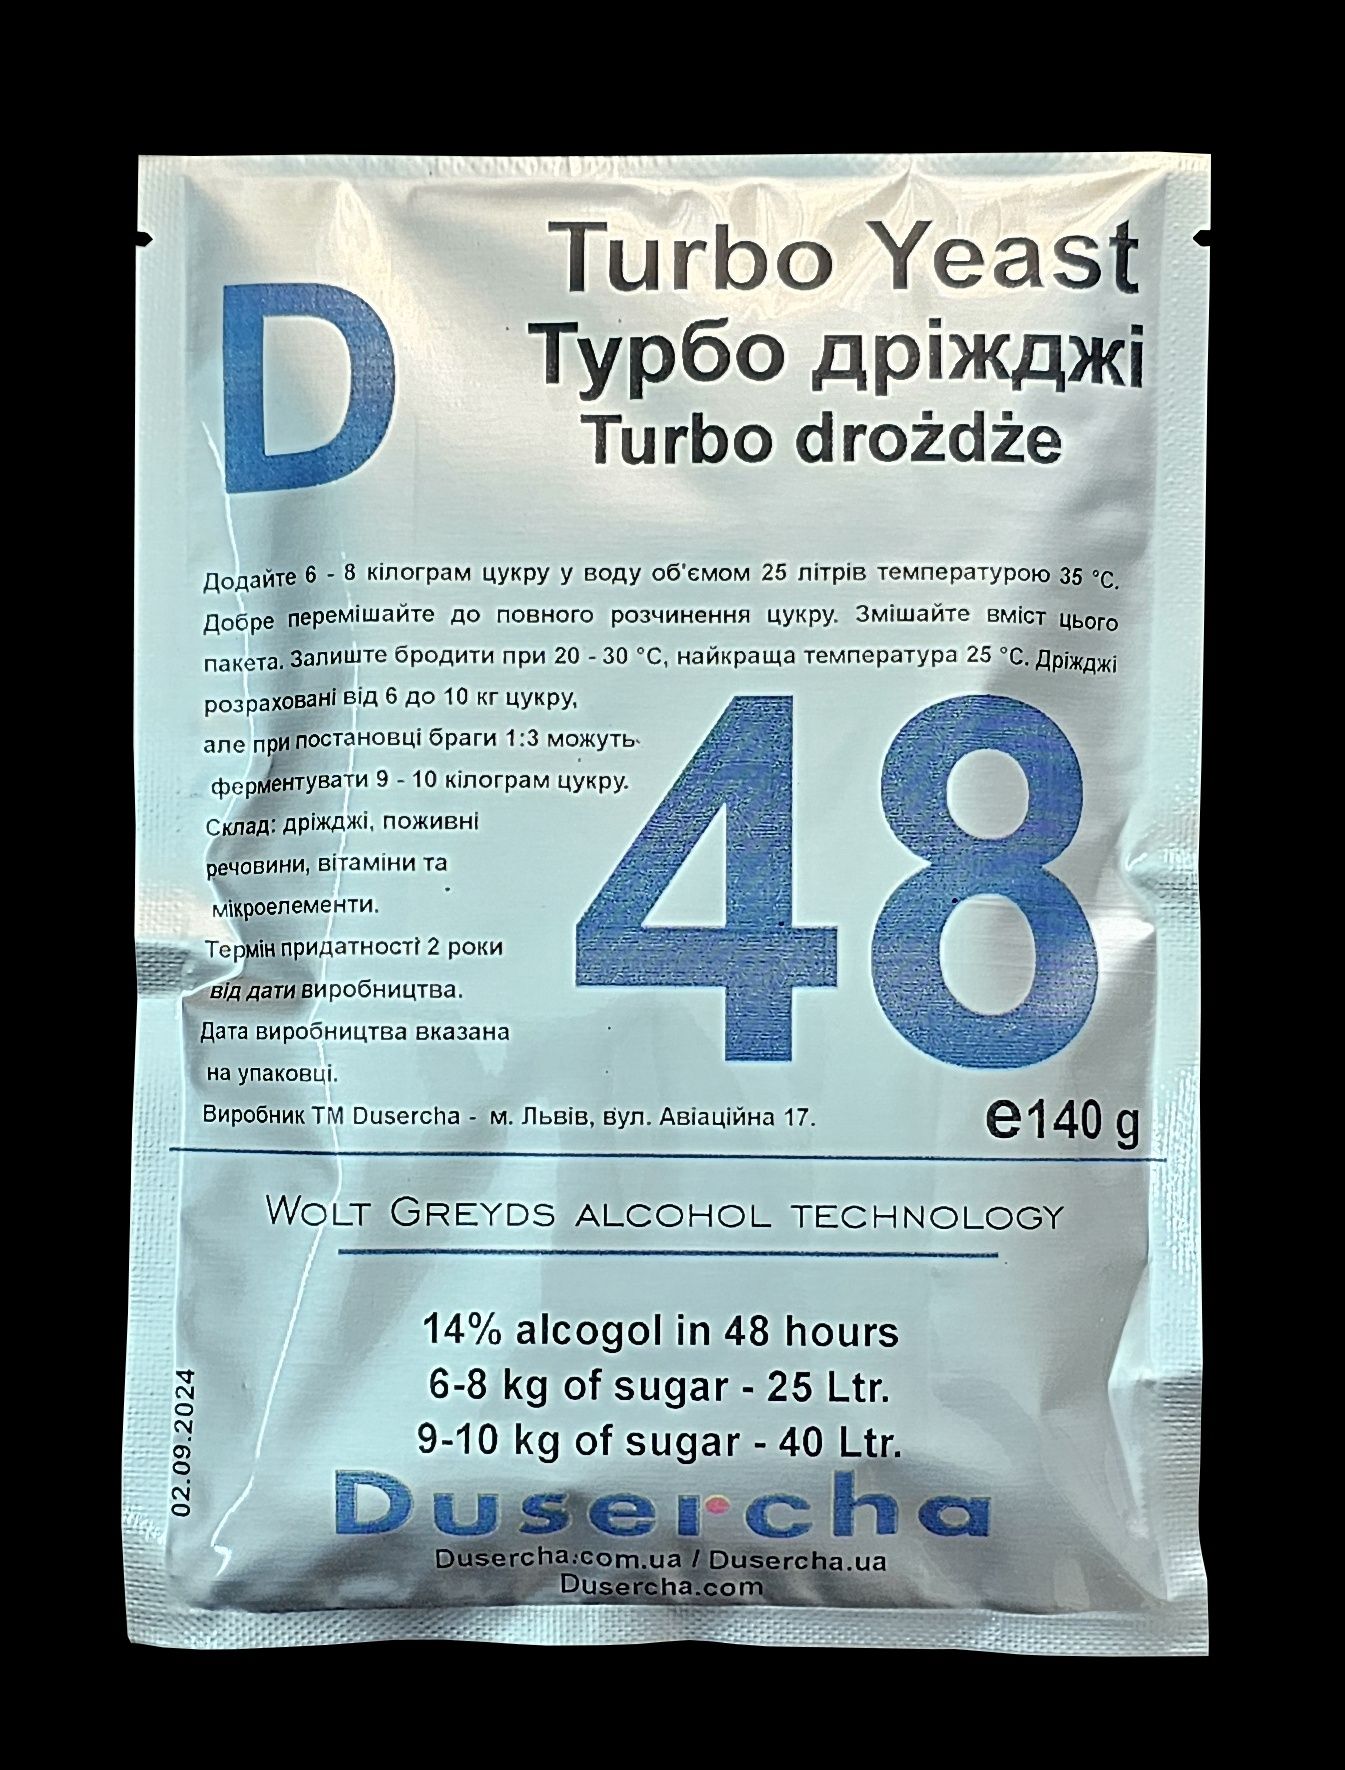 D
Turbo Yeast
Турбо дріжджі
Turbo drożdże
Додайте 6 - 8 кілограм цукру у воду об'ємом 25 літрів температурою 35 °C.
Добре перемішайте до повного розчинення цукру. Змішайте вміст цього
пакета. Залиште бродити при 20 - 30 °C, найкраща температура 25 °C. Дріжджі
розраховані від 6 до 10 кг цукру,
але при постановці браги 1:3 можуть
ферментувати 9 - 10 кілограм цукру.
Склад: дріжджі, поживні
речовини, вітаміни та
мікроелементи.
Термін придатності 2 роки
від дати виробництва.
Дата виробництва вказана
на упаковці.
48
Виробник ТМ Dusercha - м. Львів, вул. Авіаційна 17.
e140 g
WOLT GREYDS ALCOHOL TECHNOLOGY
14% alcogol in 48 hours
6-8 kg of sugar - 25 Ltr.
9-10 kg of sugar - 40 Ltr.
02.09.2024
Dusercha
Dusercha.com.ua / Dusercha.ua
Dusercha.com